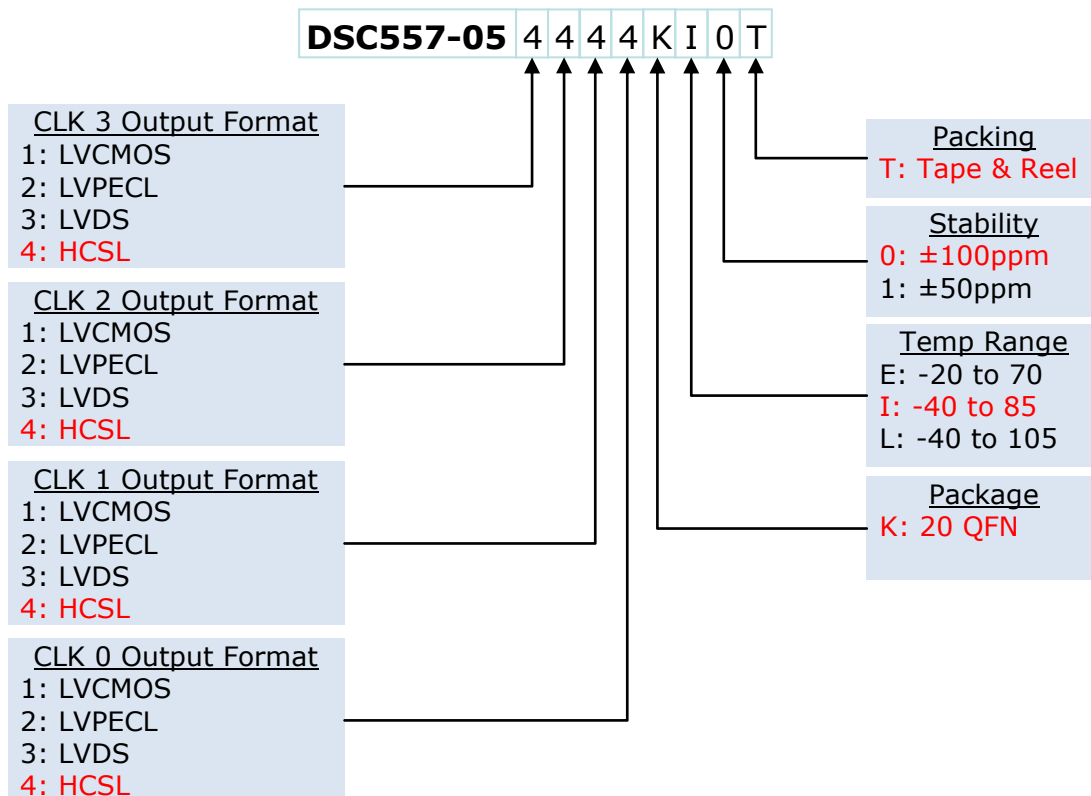 DSC557-05 4 4 4 4 K I 0 T
CLK 3 Output Format
1: LVCMOS
2: LVPECL
3: LVDS
4: HCSL
CLK 2 Output Format
1: LVCMOS
2: LVPECL
3: LVDS
4: HCSL
CLK 1 Output Format
1: LVCMOS
2: LVPECL
3: LVDS
4: HCSL
CLK 0 Output Format
1: LVCMOS
2: LVPECL
3: LVDS
4: HCSL
Packing
T: Tape & Reel
Stability
0: ±100ppm
1: ±50ppm
Temp Range
E: -20 to 70
I: -40 to 85
L: -40 to 105
Package
K: 20 QFN